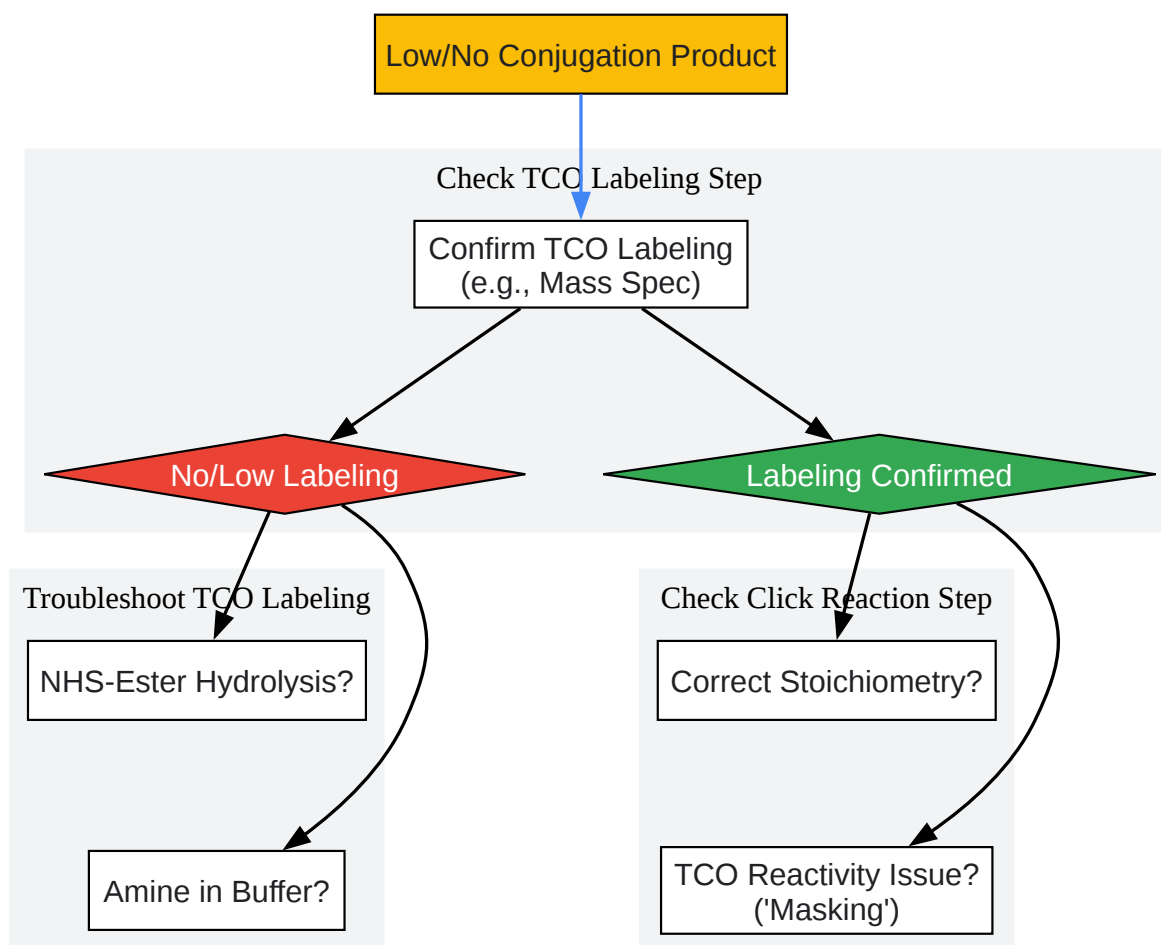 Low/No Conjugation Product
Check TCO Labeling Step
Confirm TCO Labeling
(e.g., Mass Spec)
No/Low Labeling
Labeling Confirmed
Troubleshoot TCO Labeling
Check Click Reaction Step
NHS-Ester Hydrolysis?
Correct Stoichiometry?
Amine in Buffer?
TCO Reactivity Issue?
('Masking')